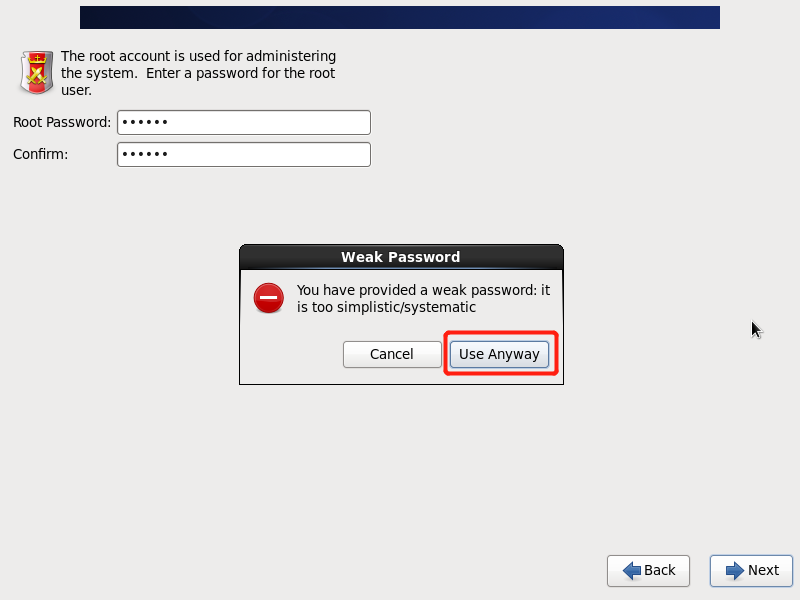 The root account is used for administering
the system.  Enter a password for the root
user.
Root Password: ••••••
Confirm: ••••••
Weak Password
You have provided a weak password: it
is too simplistic/systematic
Cancel Use Anyway
Back Next